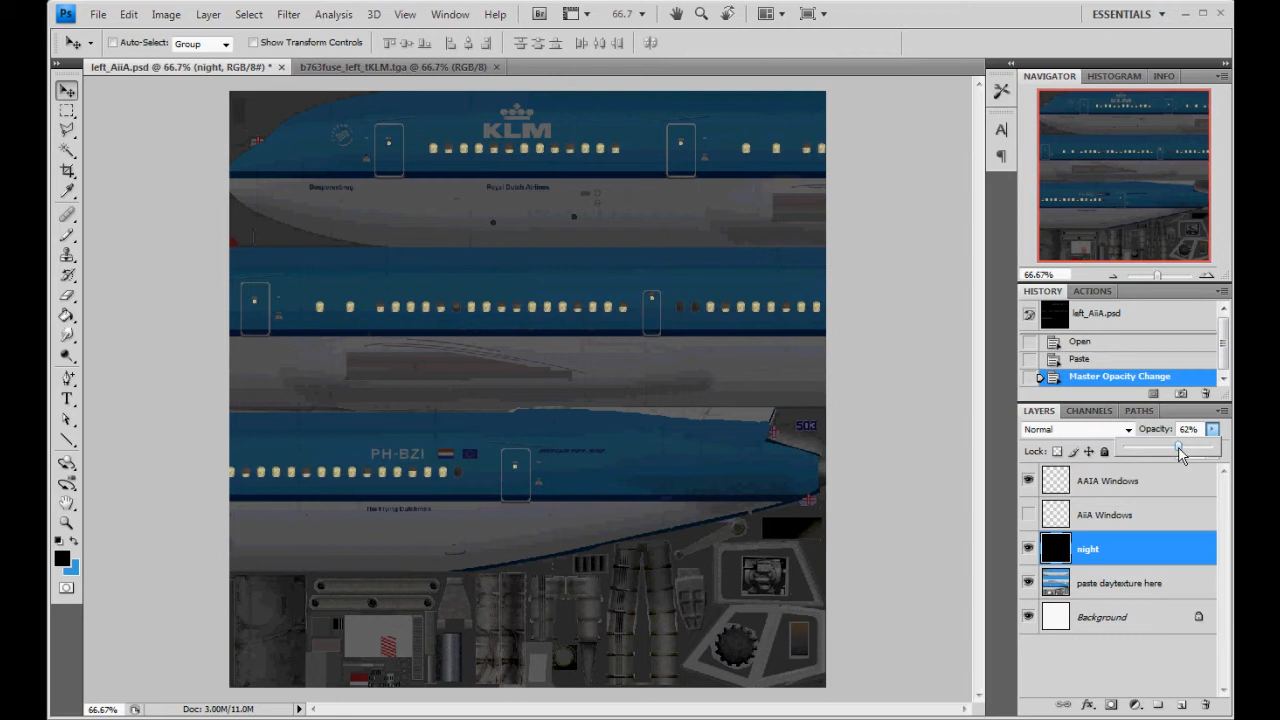 Ps File Edit Image Layer Select Filter Analysis 3D View Window Help Br 66.7 ESSENTIALS
Auto-Select: Group Show Transform Controls
left_AiiA.psd @ 66.7% (night, RGB/8#) * b763fuse_left_tKLM.tga @ 66.7% (RGB/8)
NAVIGATOR HISTOGRAM INFO
KLM
Royal Dutch Airlines
66.67%
HISTORY ACTIONS
left_AiiA.psd
Open
Paste
Master Opacity Change
LAYERS CHANNELS PATHS
Normal Opacity: 62%
Lock:
503
PH-BZI
The Flying Dutchman
AAIA Windows
AiiA Windows
night
paste daytexture here
Background
66.67% Doc: 3.00M/11.0M